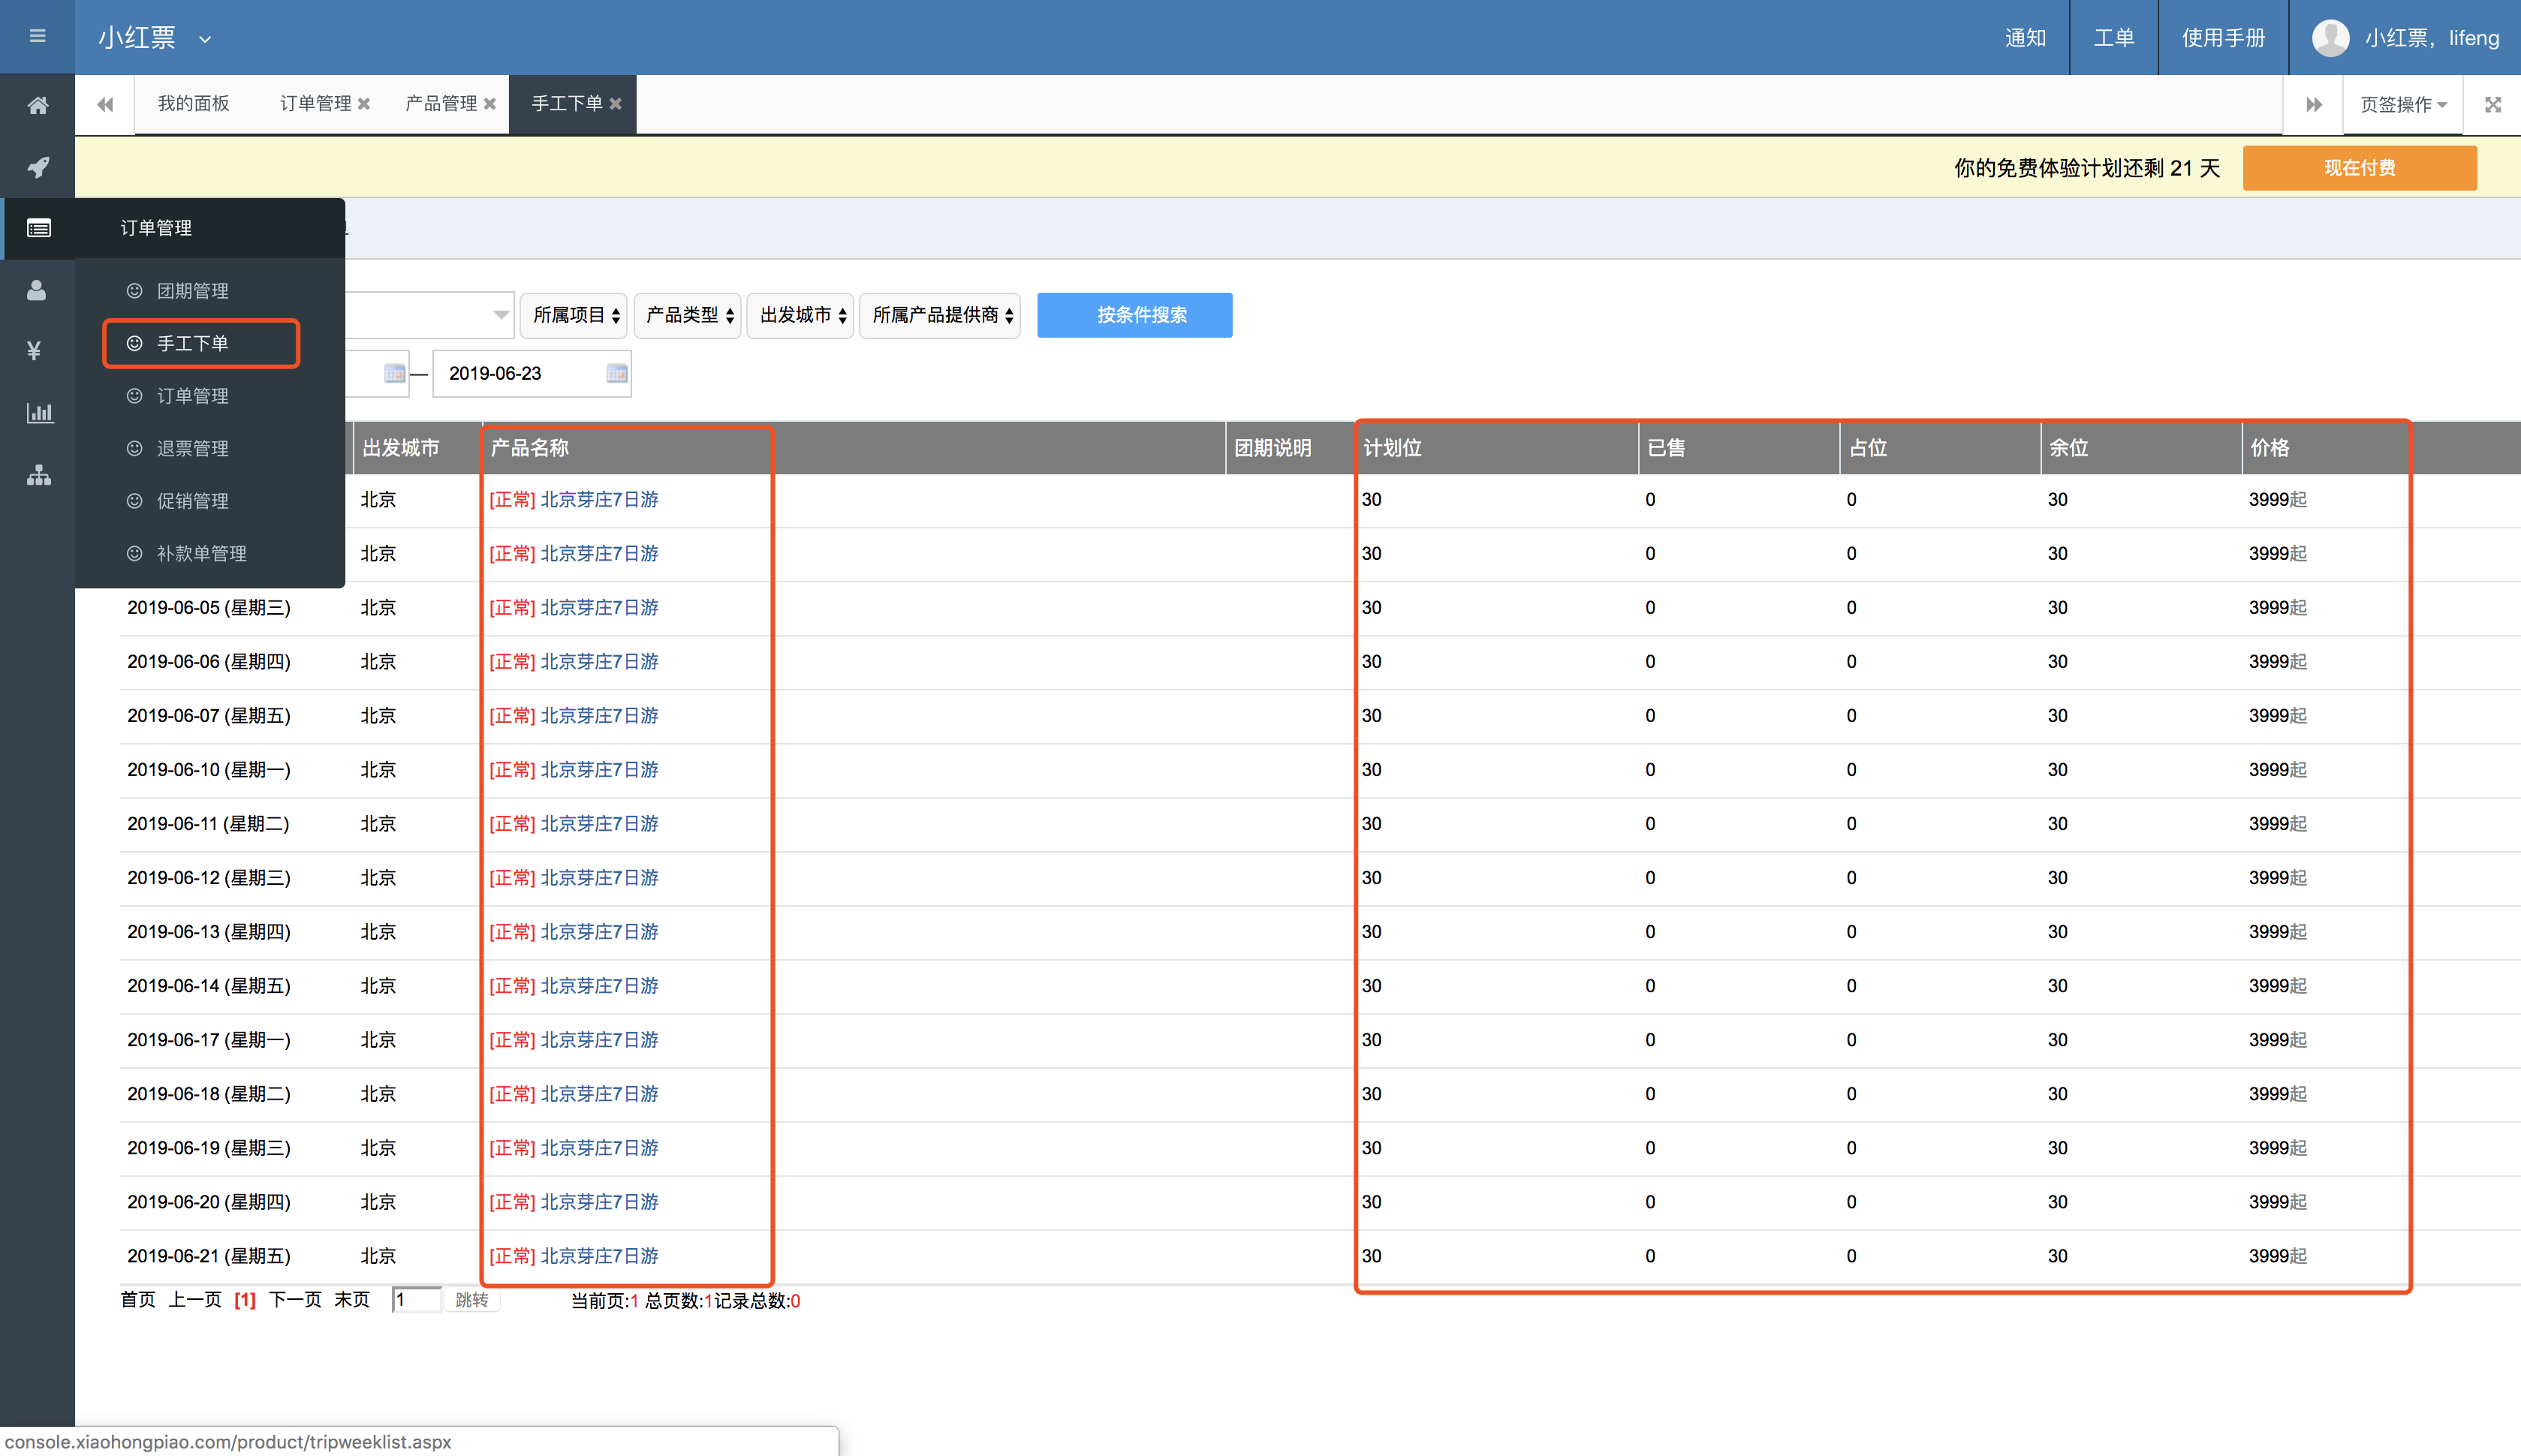 小红票
通知 工单 使用手册 小红票，lifeng
我的面板 订单管理 产品管理 手工下单 页签操作
你的免费体验计划还剩 21 天 现在付费
订单管理
团期管理
所属项目 产品类型 出发城市 所属产品提供商 按条件搜索
手工下单
2019-06-23
订单管理
退票管理
出发城市 产品名称 团期说明 计划位 已售 占位 余位 价格
促销管理
北京 [正常] 北京芽庄7日游 30 0 0 30 3999起
补款单管理
北京 [正常] 北京芽庄7日游 30 0 0 30 3999起
2019-06-05 (星期三) 北京 [正常] 北京芽庄7日游 30 0 0 30 3999起
2019-06-06 (星期四) 北京 [正常] 北京芽庄7日游 30 0 0 30 3999起
2019-06-07 (星期五) 北京 [正常] 北京芽庄7日游 30 0 0 30 3999起
2019-06-10 (星期一) 北京 [正常] 北京芽庄7日游 30 0 0 30 3999起
2019-06-11 (星期二) 北京 [正常] 北京芽庄7日游 30 0 0 30 3999起
2019-06-12 (星期三) 北京 [正常] 北京芽庄7日游 30 0 0 30 3999起
2019-06-13 (星期四) 北京 [正常] 北京芽庄7日游 30 0 0 30 3999起
2019-06-14 (星期五) 北京 [正常] 北京芽庄7日游 30 0 0 30 3999起
2019-06-17 (星期一) 北京 [正常] 北京芽庄7日游 30 0 0 30 3999起
2019-06-18 (星期二) 北京 [正常] 北京芽庄7日游 30 0 0 30 3999起
2019-06-19 (星期三) 北京 [正常] 北京芽庄7日游 30 0 0 30 3999起
2019-06-20 (星期四) 北京 [正常] 北京芽庄7日游 30 0 0 30 3999起
2019-06-21 (星期五) 北京 [正常] 北京芽庄7日游 30 0 0 30 3999起
首页 上一页 [1] 下一页 末页 1 跳转 当前页:1 总页数:1记录总数:0
console.xiaohongpiao.com/product/tripweeklist.aspx